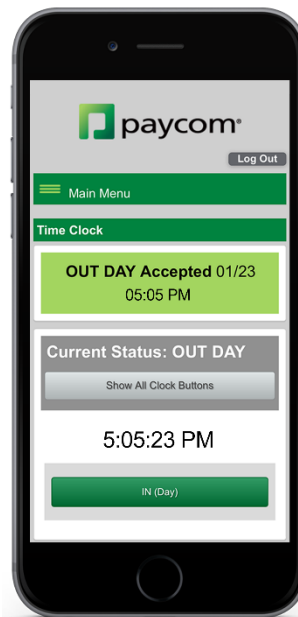 paycom
Log Out
Main Menu
Time Clock
OUT DAY Accepted 01/23
05:05 PM
Current Status: OUT DAY
Show All Clock Buttons
5:05:23 PM
IN (Day)